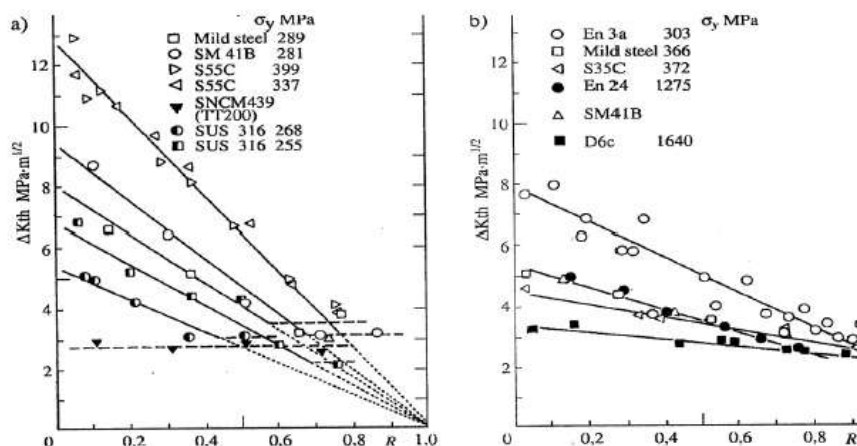 a)
σy MPa
Mild steel 289
SM 41B 281
S55C 399
S55C 337
SNCM439
(TT200)
SUS 316 268
SUS 316 255
ΔKth MPa·m1/2
12
10
8
6
4
2
0 0,2 0,4 0,6 0,8 R 1.0
b)
σy MPa
En 3a 303
Mild steel 366
S35C 372
En 24 1275
SM41B
D6c 1640
ΔKth MPa·m1/2
12
10
8
6
4
2
0 0,2 0,4 0,6 0,8 R